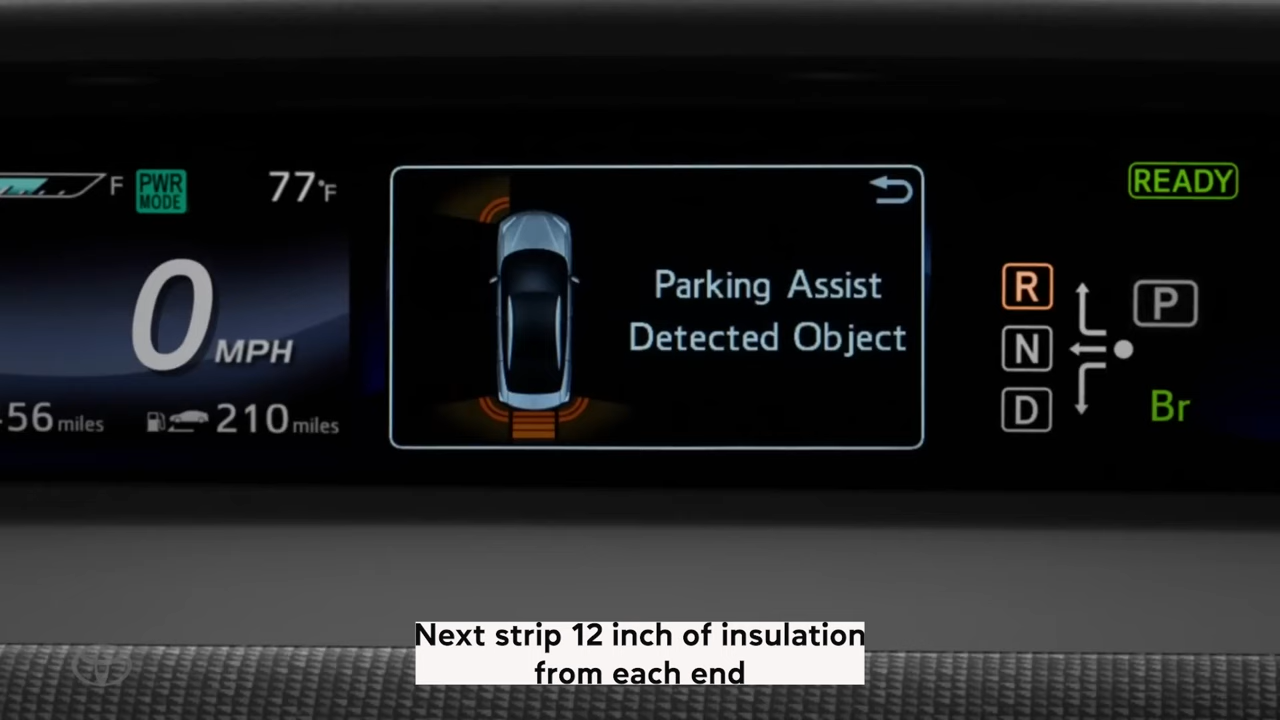 F
PWR
MODE
77°F
READY
0 MPH
56 miles
210 miles
Parking Assist
Detected Object
R
N
D
P
Br
Next strip 12 inch of insulation
from each end